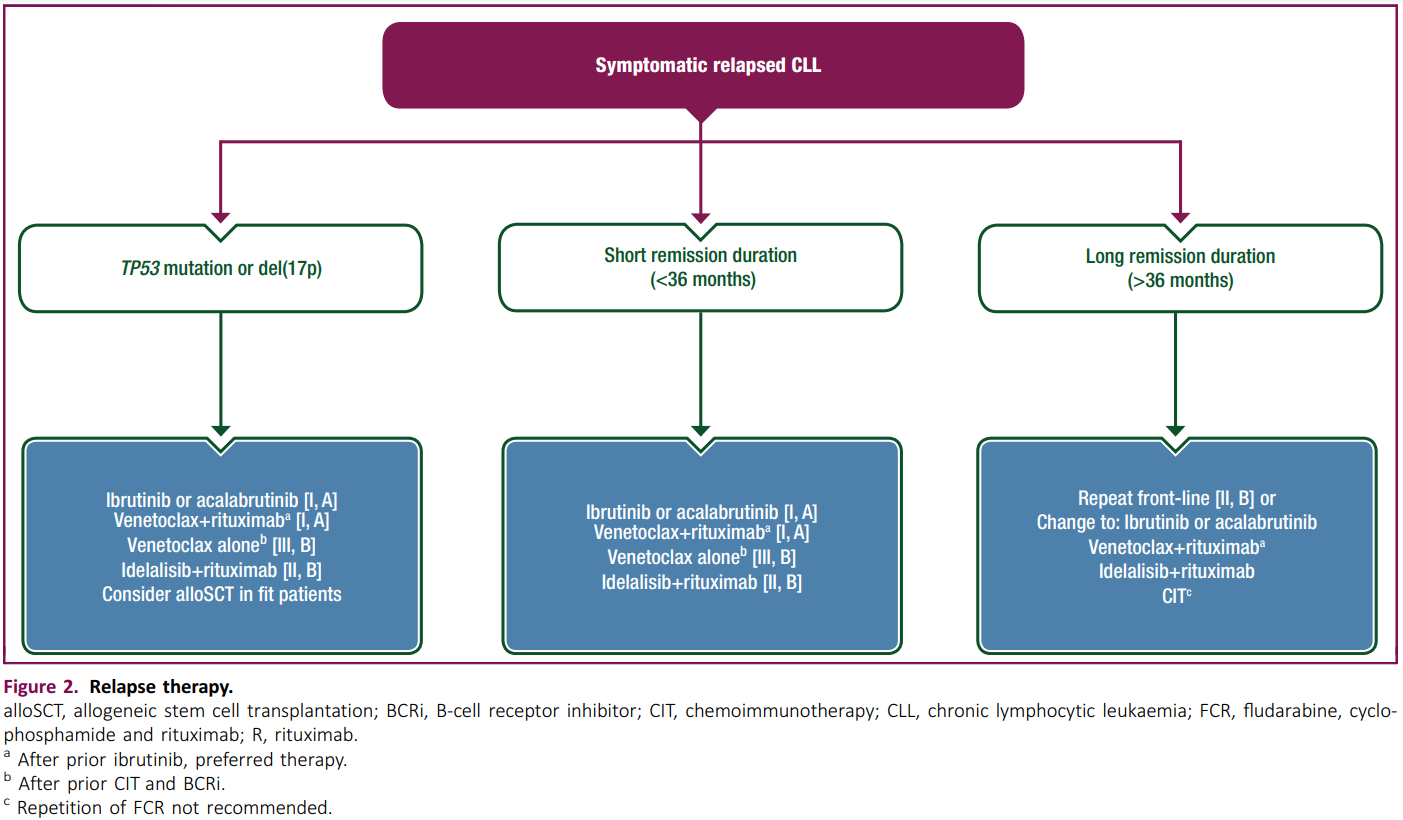 Symptomatic relapsed CLL
TP53 mutation or del(17p)
Short remission duration
(<36 months)
Long remission duration
(>36 months)
Ibrutinib or acalabrutinib [I, A]
Venetoclax+rituximabᵃ [I, A]
Venetoclax aloneᵇ [III, B]
Idelalisib+rituximab [II, B]
Consider alloSCT in fit patients
Ibrutinib or acalabrutinib [I, A]
Venetoclax+rituximabᵃ [I, A]
Venetoclax aloneᵇ [III, B]
Idelalisib+rituximab [II, B]
Repeat front-line [II, B] or
Change to: Ibrutinib or acalabrutinib
Venetoclax+rituximabᵃ
Idelalisib+rituximab
CITᶜ
Figure 2. Relapse therapy.
alloSCT, allogeneic stem cell transplantation; BCRi, B-cell receptor inhibitor; CIT, chemoimmunotherapy; CLL, chronic lymphocytic leukaemia; FCR, fludarabine, cyclo-
phosphamide and rituximab; R, rituximab.
ᵃ After prior ibrutinib, preferred therapy.
ᵇ After prior CIT and BCRi.
ᶜ Repetition of FCR not recommended.